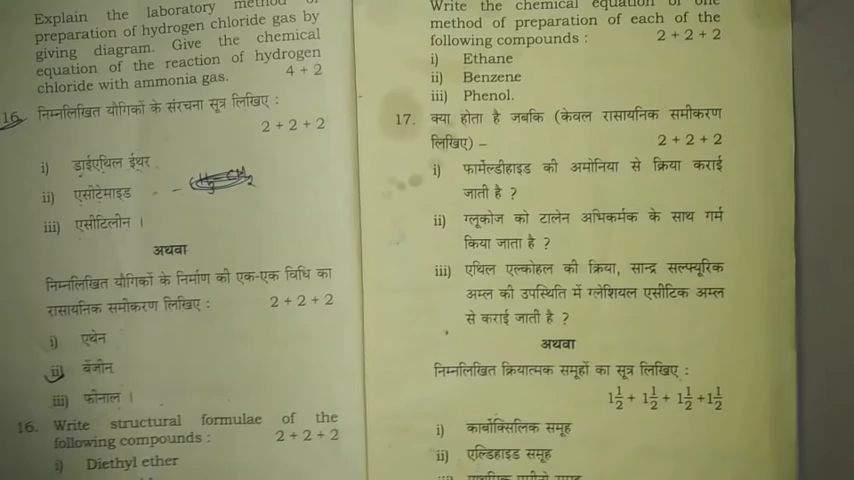 Explain the laboratory method of
preparation of hydrogen chloride gas by
giving diagram. Give the chemical
equation of the reaction of hydrogen
chloride with ammonia gas. 4 + 2
16. निम्नलिखित यौगिकों के संरचना सूत्र लिखिए :
2 + 2 + 2
i) डाईएथिल ईथर
ii) एसीटेमाइड
iii) एसीटिलीन ।
अथवा
निम्नलिखित यौगिकों के निर्माण की एक-एक विधि का
रासायनिक समीकरण लिखिए : 2 + 2 + 2
i) एथेन
ii) बेंजीन
iii) फीनाल ।
16. Write structural formulae of the
following compounds : 2 + 2 + 2
i) Diethyl ether
Write the chemical equation of one
method of preparation of each of the
following compounds : 2 + 2 + 2
i) Ethane
ii) Benzene
iii) Phenol.
17. क्या होता है जबकि (केवल रासायनिक समीकरण
लिखिए) – 2 + 2 + 2
i) फार्मेल्डीहाइड की अमोनिया से क्रिया कराई
जाती है ?
ii) ग्लूकोज को टालेन अभिकर्मक के साथ गर्म
किया जाता है ?
iii) एथिल एल्कोहल की क्रिया, सान्द्र सल्फ्यूरिक
अम्ल की उपस्थिति में ग्लेशियल एसीटिक अम्ल
से कराई जाती है ?
अथवा
निम्नलिखित क्रियात्मक समूहों का सूत्र लिखिए :
1½ + 1½ + 1½ +1½
i) कार्बोक्सिलिक समूह
ii) एल्डिहाइड समूह